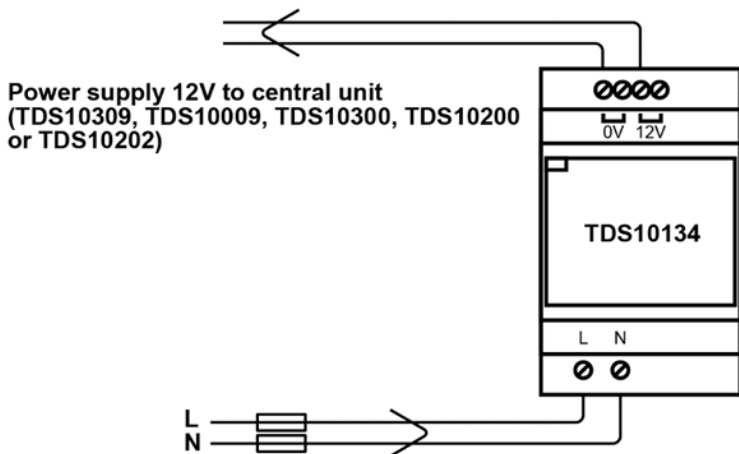 Power supply 12V to central unit
(TDS10309, TDS10009, TDS10300, TDS10200
or TDS10202)
0V 12V
TDS10134
L N
L
N